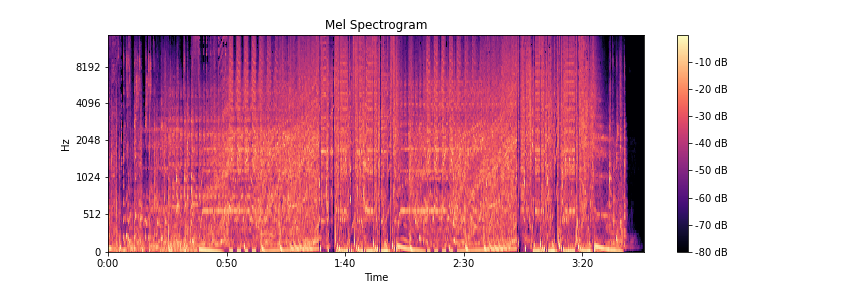 Mel Spectrogram
8192
4096
2048
1024
512
0
Hz
0:00
0:50
1:40
2:30
3:20
Time
-10 dB
-20 dB
-30 dB
-40 dB
-50 dB
-60 dB
-70 dB
-80 dB